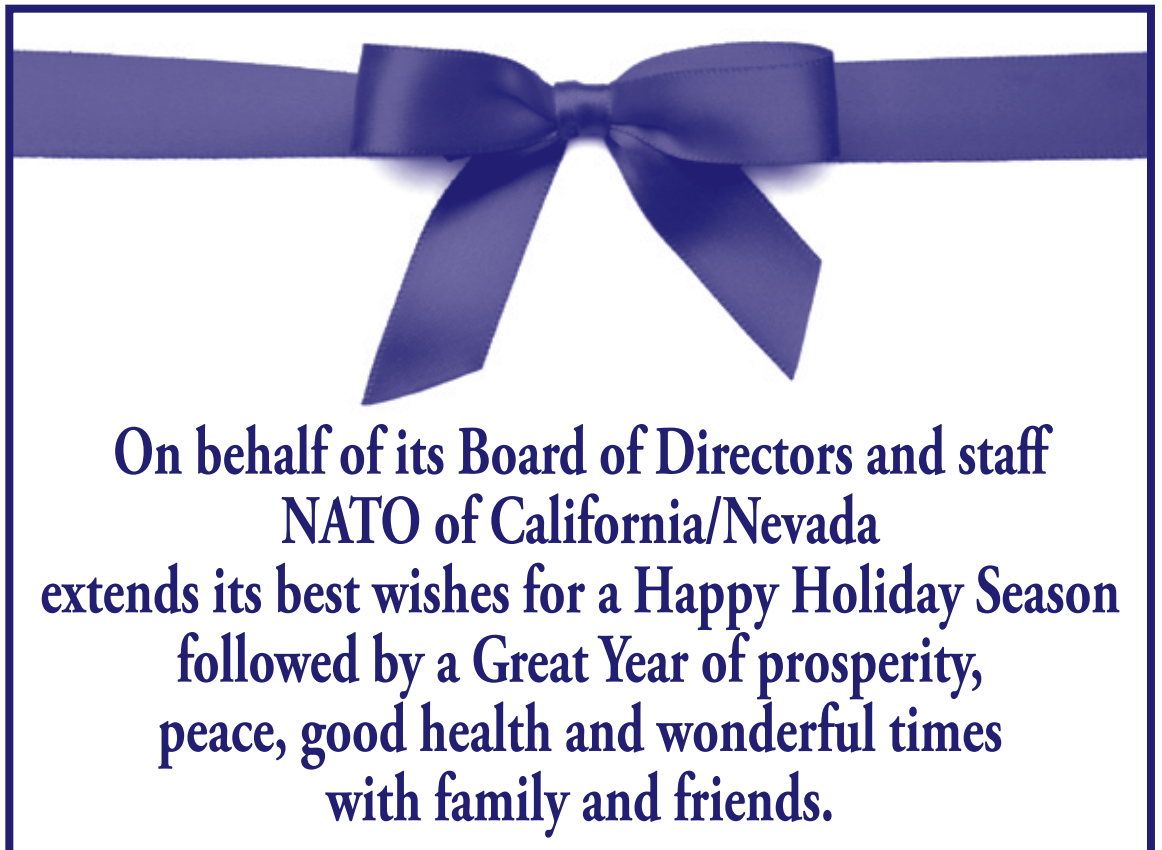 On behalf of its Board of Directors and staff
NATO of California/Nevada
extends its best wishes for a Happy Holiday Season
followed by a Great Year of prosperity,
peace, good health and wonderful times
with family and friends.